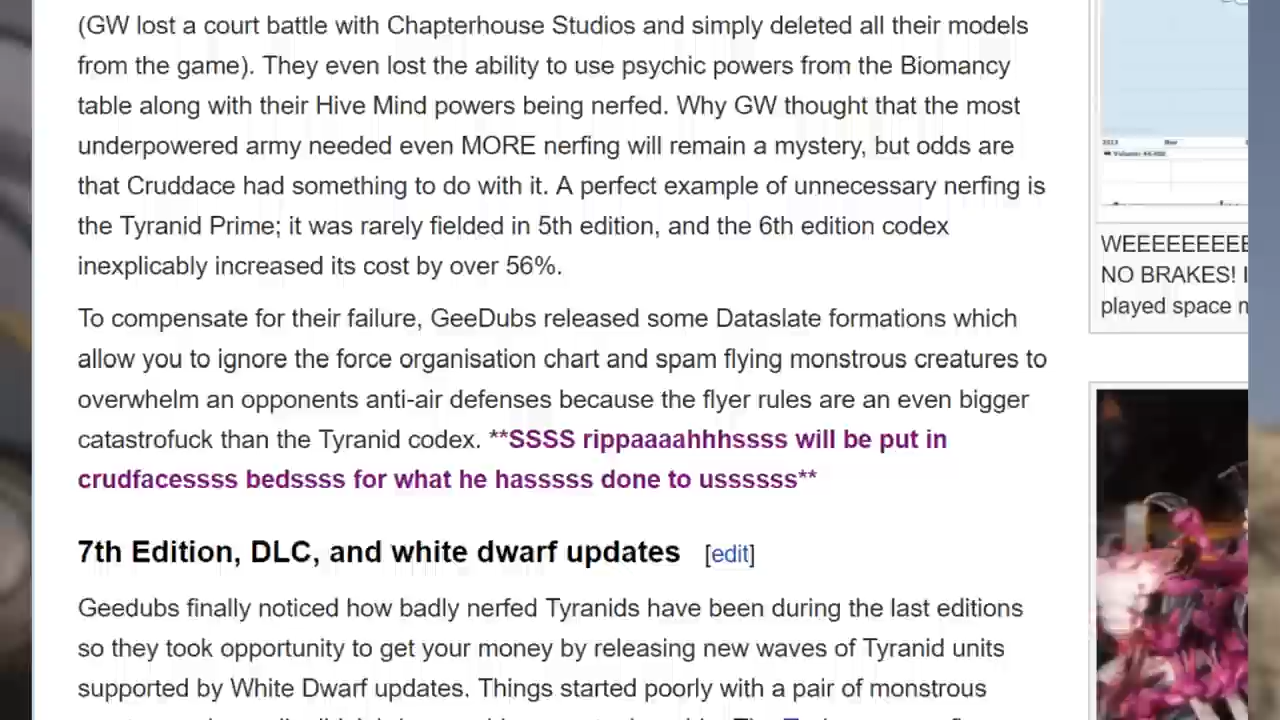 (GW lost a court battle with Chapterhouse Studios and simply deleted all their models
from the game). They even lost the ability to use psychic powers from the Biomancy
table along with their Hive Mind powers being nerfed. Why GW thought that the most
underpowered army needed even MORE nerfing will remain a mystery, but odds are
that Cruddace had something to do with it. A perfect example of unnecessary nerfing is
the Tyranid Prime; it was rarely fielded in 5th edition, and the 6th edition codex
inexplicably increased its cost by over 56%.
To compensate for their failure, GeeDubs released some Dataslate formations which
allow you to ignore the force organisation chart and spam flying monstrous creatures to
overwhelm an opponents anti-air defenses because the flyer rules are an even bigger
catastrofuck than the Tyranid codex. **SSSS rippaaaahhhssss will be put in
crudfacessss bedssss for what he hasssss done to ussssss**
7th Edition, DLC, and white dwarf updates [edit]
Geedubs finally noticed how badly nerfed Tyranids have been during the last editions
so they took opportunity to get your money by releasing new waves of Tyranid units
supported by White Dwarf updates. Things started poorly with a pair of monstrous
WEEEEEEEEE
NO BRAKES!
played space